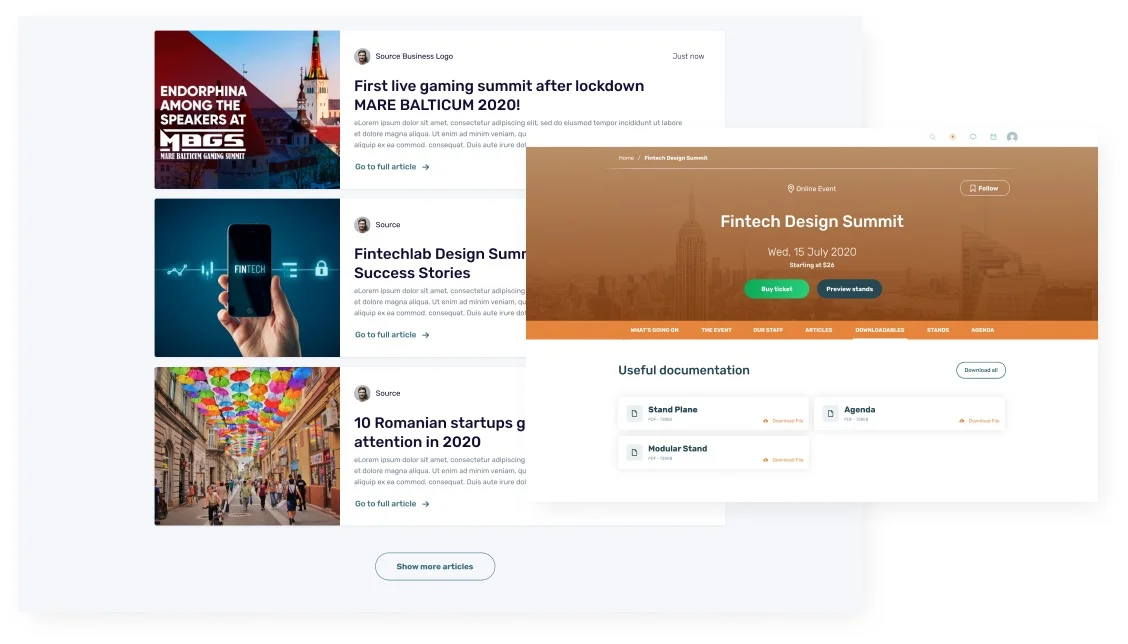 ENDORPHINA
AMONG THE
SPEAKERS AT
MBGS
MARE BALTICUM GAMING SUMMIT
Source Business Logo
Just now
First live gaming summit after lockdown
MARE BALTICUM 2020!
eLorem ipsum dolor sit amet, consectetur adipiscing elit, sed do eiusmod tempor incididunt ut labore
et dolore magna aliqua. Ut enim ad minim veniam, qu
aliquip ex ea commod. consequat. Duis aute irure dol
Go to full article
FINTECH
Source
Fintechlab Design Summ
Success Stories
eLorem ipsum dolor sit amet, consectetur adipiscing
et dolore magna aliqua. Ut enim ad minim veniam, qu
aliquip ex ea commod. consequat. Duis aute irure dol
Go to full article
Source
10 Romanian startups g
attention in 2020
eLorem ipsum dolor sit amet, consectetur adipiscing
et dolore magna aliqua. Ut enim ad minim veniam, qu
aliquip ex ea commod. consequat. Duis aute irure dol
Go to full article
Show more articles
Home / Fintech Design Summit
Online Event
Follow
Fintech Design Summit
Wed, 15 July 2020
Starting at $26
Buy ticket
Preview stands
WHAT'S GOING ON THE EVENT OUR STAFF ARTICLES DOWNLOADABLES STANDS AGENDA
Useful documentation
Download all
Stand Plane
Download File
Agenda
Download File
Modular Stand
Download File